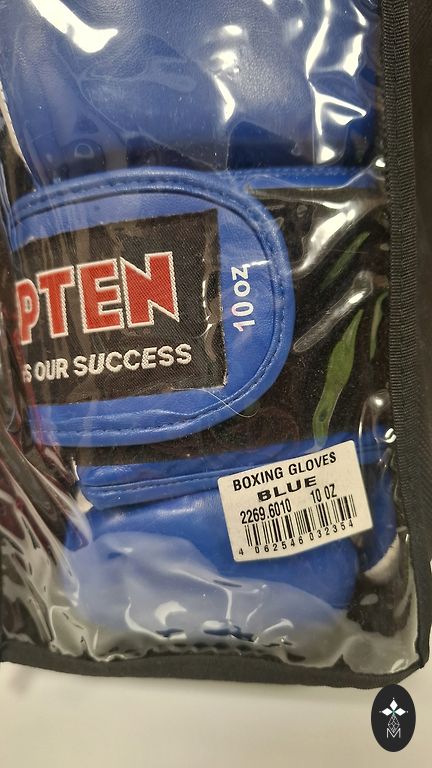 PTEN
S OUR SUCCESS
10 oz
BOXING GLOVES
BLUE
2269.6010 10 OZ
4 062546 032354
M